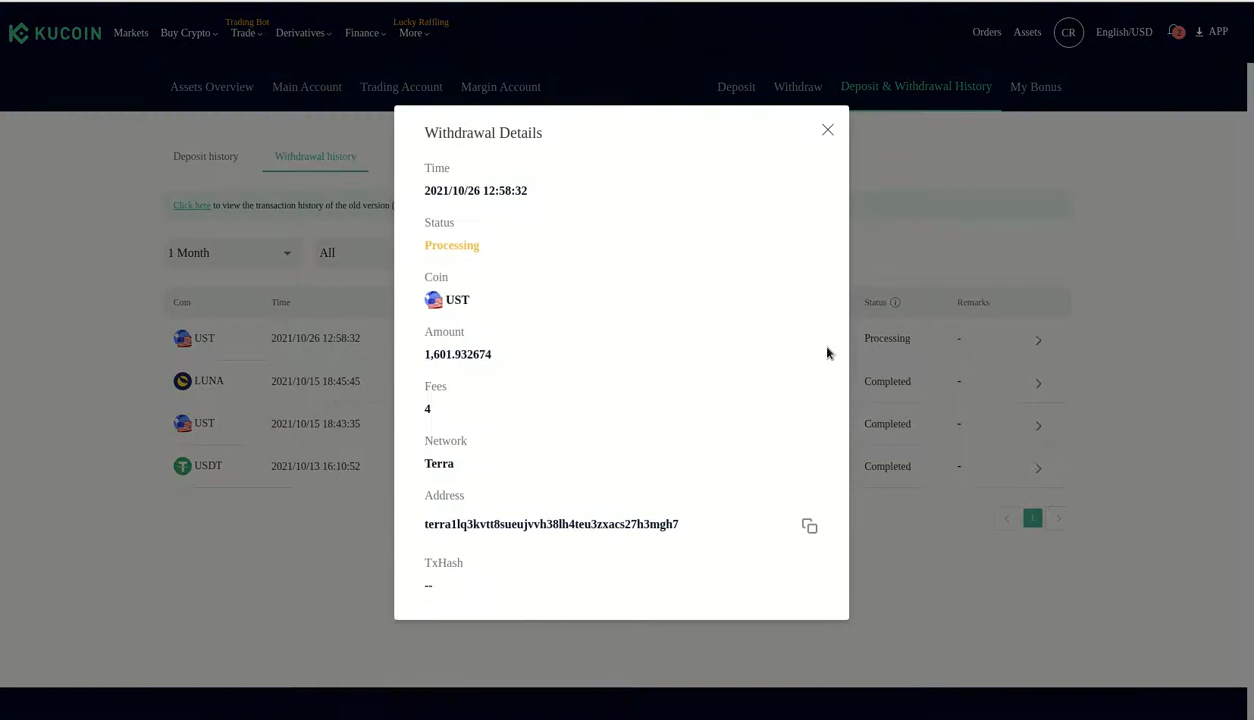 Trading Bot
Lucky Raffling
KUCOIN Markets Buy Crypto Trade Derivatives Finance More Orders Assets CR English/USD 2 APP
Assets Overview Main Account Trading Account Margin Account Deposit Withdraw Deposit & Withdrawal History My Bonus
Deposit history Withdrawal history
Click here to view the transaction history of the old version (
1 Month All
Coin Time Status Remarks
UST 2021/10/26 12:58:32 Processing -
LUNA 2021/10/15 18:45:45 Completed -
UST 2021/10/15 18:43:35 Completed -
USDT 2021/10/13 16:10:52 Completed -
1
Withdrawal Details
Time
2021/10/26 12:58:32
Status
Processing
Coin
UST
Amount
1,601.932674
Fees
4
Network
Terra
Address
terra1lq3kvtt8sueujvvh38lh4teu3zxacs27h3mgh7
TxHash
--